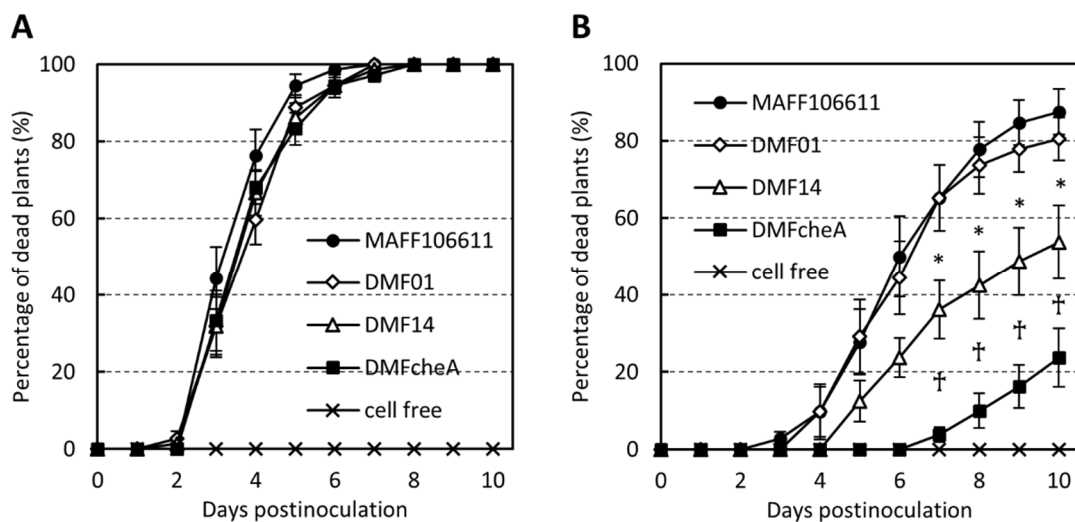 A
Percentage of dead plants (%)
100
80
60
40
20
0
0 2 4 6 8 10
Days postinoculation
MAFF106611
DMF01
DMF14
DMFcheA
cell free
B
Percentage of dead plants (%)
100
80
60
40
20
0
0 2 4 6 8 10
Days postinoculation
MAFF106611
DMF01
DMF14
DMFcheA
cell free
* * * *
† † † †